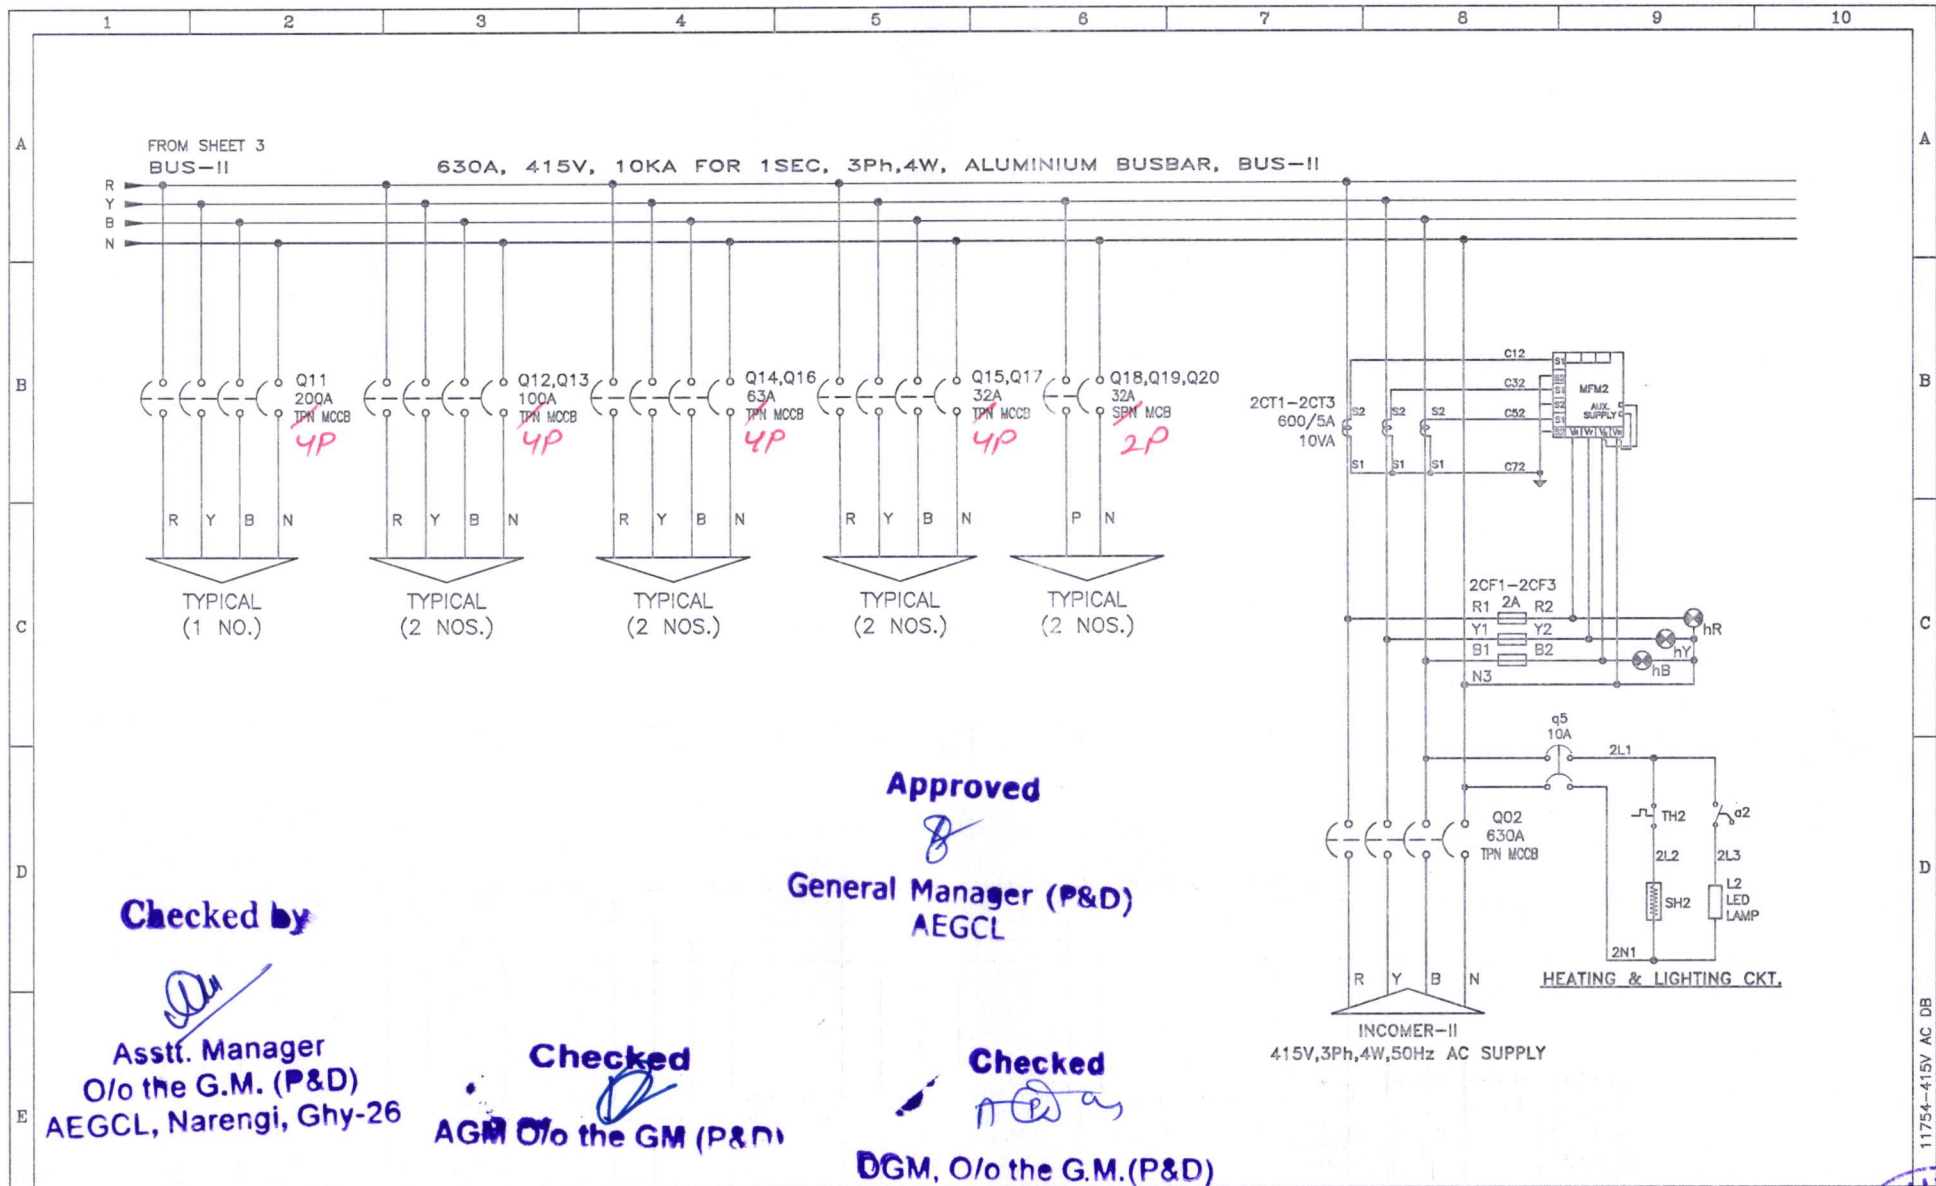 1 2 3 4 5 6 7 8 9 10
A
B
C
D
E
A
B
C
D
FROM SHEET 3
BUS-II
630A, 415V, 10KA FOR 1SEC, 3Ph,4W, ALUMINIUM BUSBAR, BUS-II
R
Y
B
N
Q11
200A
TPN MCCB
4P
Q12,Q13
100A
TPN MCCB
4P
Q14,Q16
63A
TPN MCCB
4P
Q15,Q17
32A
TPN MCCB
4P
Q18,Q19,Q20
32A
SPN MCB
2P
R Y B N
R Y B N
R Y B N
R Y B N
P N
TYPICAL
(1 NO.)
TYPICAL
(2 NOS.)
TYPICAL
(2 NOS.)
TYPICAL
(2 NOS.)
TYPICAL
(2 NOS.)
2CT1-2CT3
600/5A
10VA
S2 S2 S2
S1 S1 S1
C12
C32
C52
C72
MFM2
AUX.
SUPPLY
2CF1-2CF3
2A
R1 R2
Y1 Y2
B1 B2
N3
hR
hY
hB
q5
10A
2L1
TH2
a2
2L2
2L3
SH2
L2
LED
LAMP
2N1
HEATING & LIGHTING CKT.
Q02
630A
TPN MCCB
R Y B N
INCOMER-II
415V,3Ph,4W,50Hz AC SUPPLY
Approved
General Manager (P&D)
AEGCL
Checked by
Asstt. Manager
O/o the G.M. (P&D)
AEGCL, Narengi, Ghy-26
Checked
AGM O/o the GM (P&D)
Checked
DGM, O/o the G.M.(P&D)
11754-415V AC DB